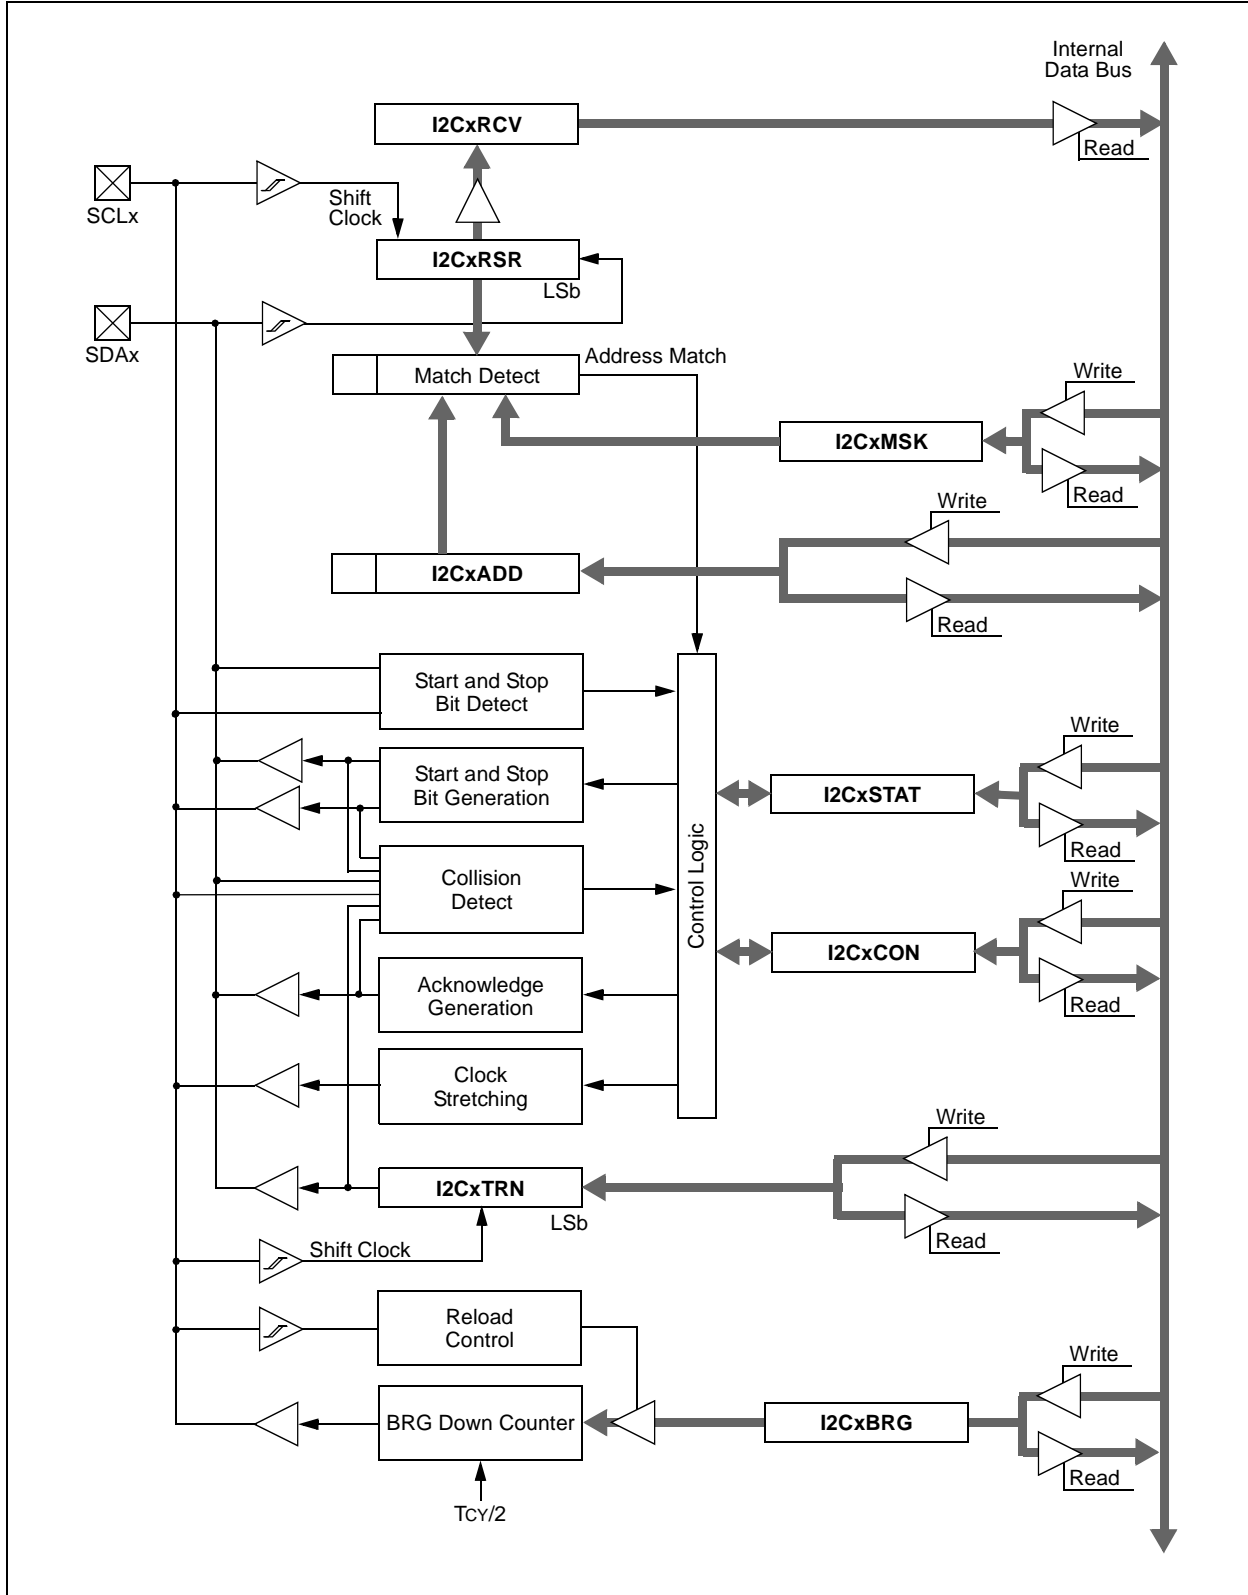 Internal
Data Bus
I2CxRCV
Read
SCLx
Shift
Clock
I2CxRSR
LSb
SDAx
Address Match
Match Detect
Write
I2CxMSK
Read
Write
I2CxADD
Read
Start and Stop
Bit Detect
Write
Start and Stop
Bit Generation
I2CxSTAT
Read
Control Logic
Collision
Detect
Write
I2CxCON
Read
Acknowledge
Generation
Clock
Stretching
Write
I2CxTRN
LSb
Read
Shift Clock
Reload
Control
Write
BRG Down Counter
I2CxBRG
Read
TCY/2